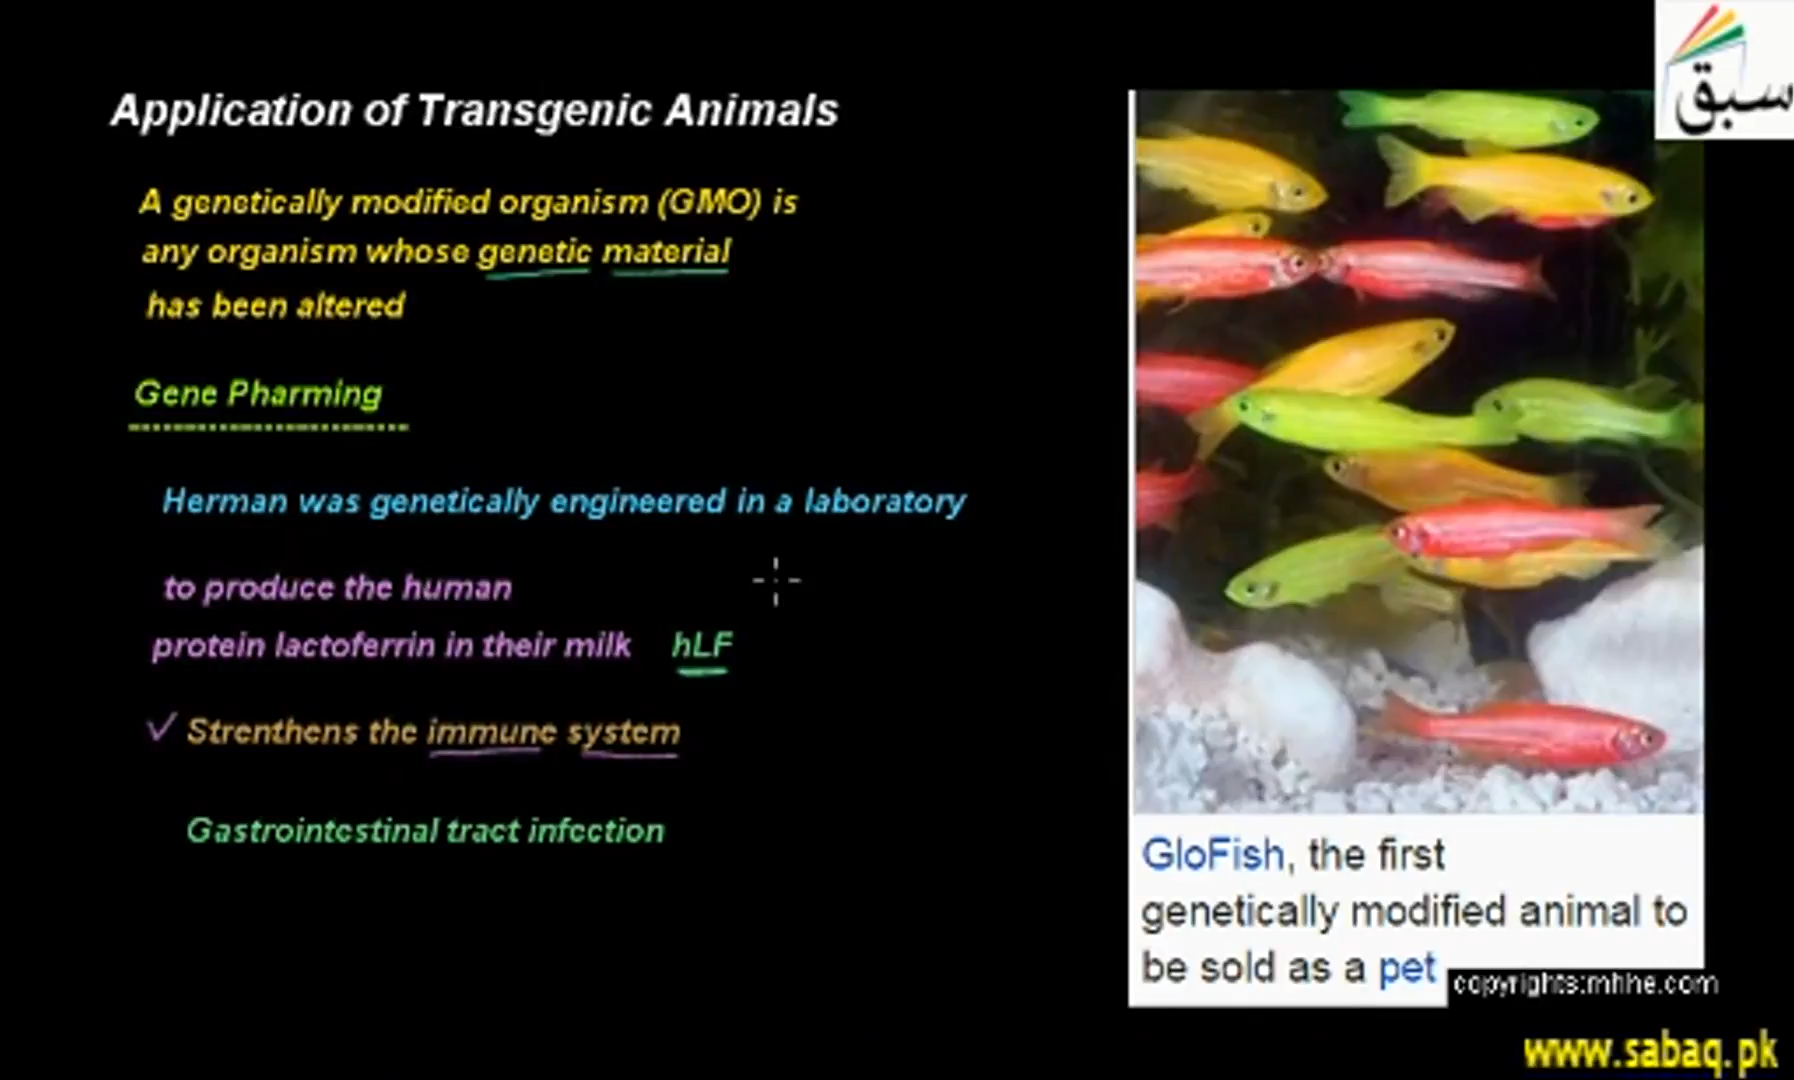 سبق
Application of Transgenic Animals
A genetically modified organism (GMO) is
any organism whose genetic material
has been altered
Gene Pharming
Herman was genetically engineered in a laboratory
to produce the human
protein lactoferrin in their milk hLF
✓ Strenthens the immune system
Gastrointestinal tract infection
GloFish, the first
genetically modified animal to
be sold as a pet
copyrights:mhhe.com
www.sabaq.pk